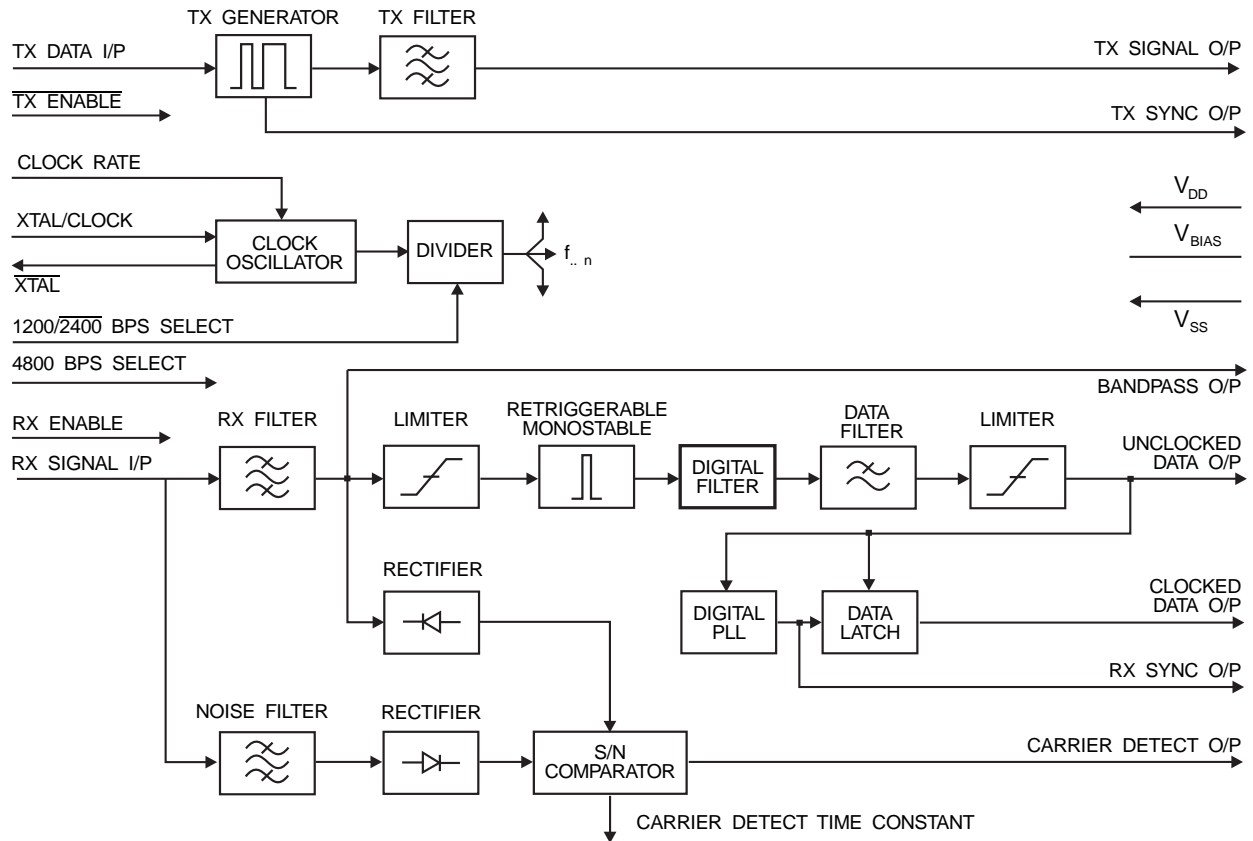 TX GENERATOR
TX FILTER
TX DATA I/P
TX SIGNAL O/P
TX ENABLE
TX SYNC O/P
CLOCK RATE
XTAL/CLOCK
CLOCK
OSCILLATOR
DIVIDER
f.. n
XTAL
VDD
VBIAS
VSS
1200/2400 BPS SELECT
4800 BPS SELECT
BANDPASS O/P
RX ENABLE
RX FILTER
LIMITER
RETRIGGERABLE
MONOSTABLE
DATA
FILTER
LIMITER
RX SIGNAL I/P
DIGITAL
FILTER
UNCLOCKED
DATA O/P
RECTIFIER
DIGITAL
PLL
DATA
LATCH
CLOCKED
DATA O/P
RX SYNC O/P
NOISE FILTER
RECTIFIER
S/N
COMPARATOR
CARRIER DETECT O/P
CARRIER DETECT TIME CONSTANT